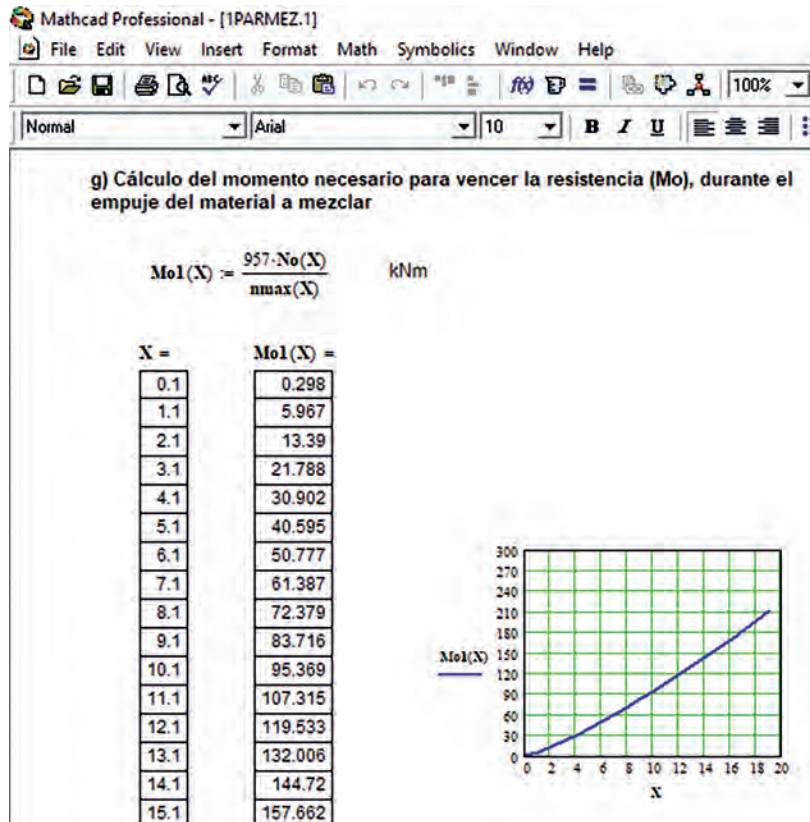 Mathcad Professional - [1PARMEZ.1]
File Edit View Insert Format Math Symbolics Window Help
100%
Normal Arial 10 B I U
g) Cálculo del momento necesario para vencer la resistencia (Mo), durante el
empuje del material a mezclar
Mo1(X) := 957·No(X) / nmax(X) kNm
X = Mo1(X) =
0.1 0.298
1.1 5.967
2.1 13.39
3.1 21.788
4.1 30.902
5.1 40.595
6.1 50.777
7.1 61.387
8.1 72.379
9.1 83.716
10.1 95.369
11.1 107.315
12.1 119.533
13.1 132.006
14.1 144.72
15.1 157.662
300
270
240
210
180
150
120
90
60
30
0
Mo1(X)
0 2 4 6 8 10 12 14 16 18 20
X